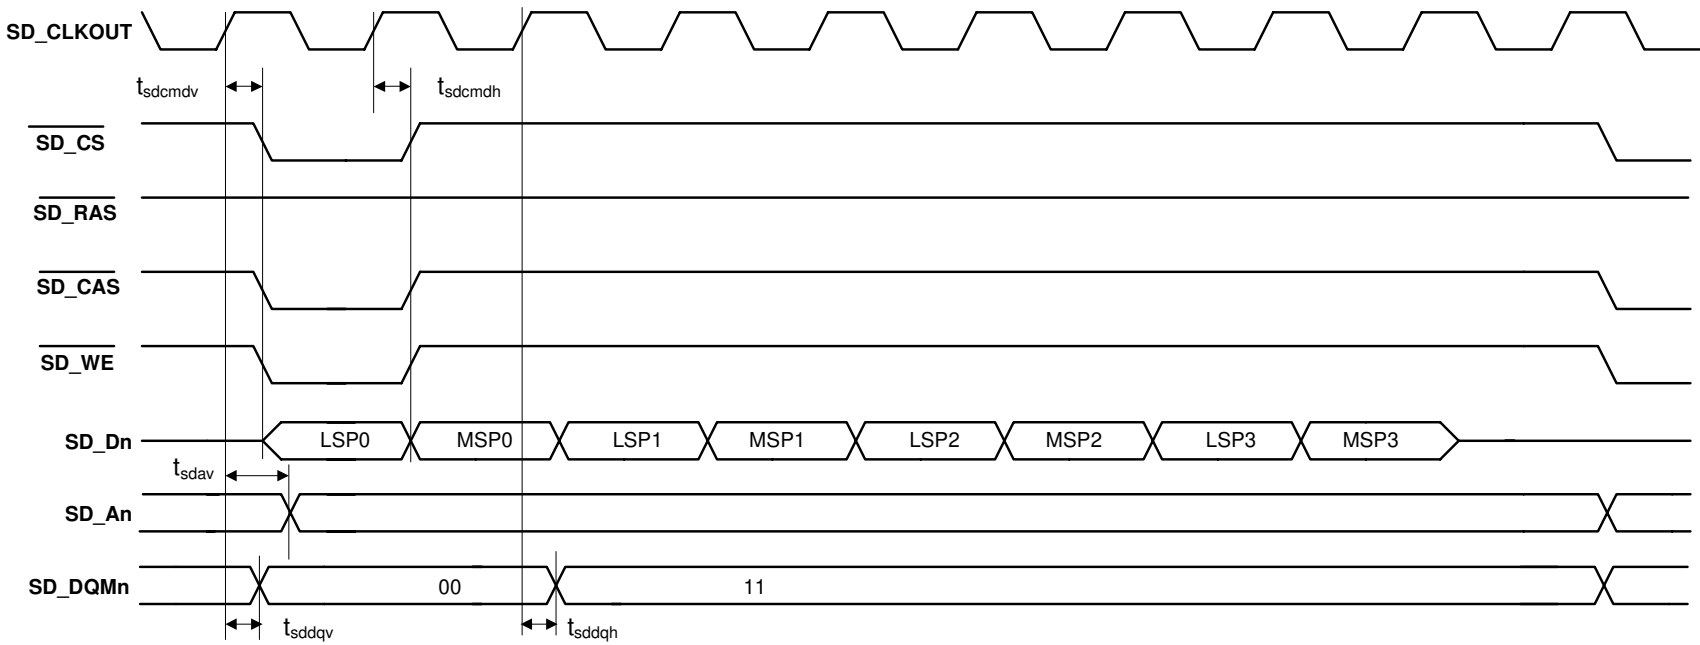 SD_CLKOUT
tsdcmdv tsdcmdh
SD_CS
SD_RAS
SD_CAS
SD_WE
SD_Dn LSP0 MSP0 LSP1 MSP1 LSP2 MSP2 LSP3 MSP3
tsdav
SD_An
SD_DQMn 00 11
tsddqv tsddqh